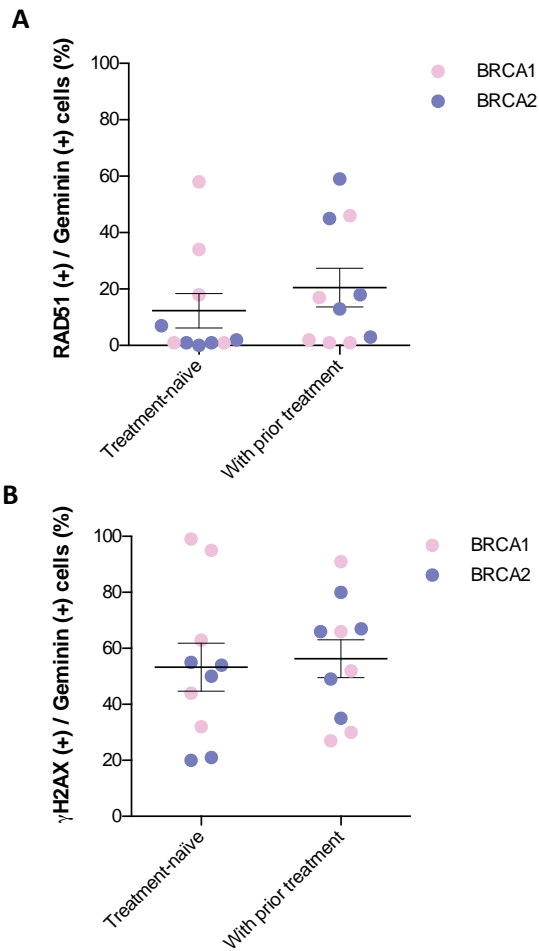 A
RAD51 (+) / Geminin (+) cells (%)
100
80
60
40
20
0
Treatment-naïve
With prior treatment
BRCA1
BRCA2
B
γH2AX (+) / Geminin (+) cells (%)
100
80
60
40
20
0
Treatment-naïve
With prior treatment
BRCA1
BRCA2